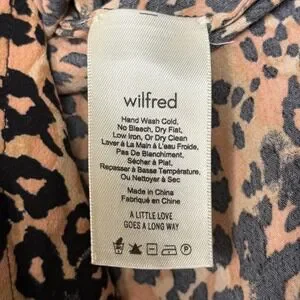 wilfred
Hand Wash Cold,
No Bleach, Dry Flat,
Low Iron, Or Dry Clean
Laver à La Main À L'eau Froide,
Pas De Blanchiment,
Sécher À Plat,
Repasser à Basse Température,
Ou Nettoyer à Sec
Made in China
Fabriqué en Chine
A LITTLE LOVE
GOES A LONG WAY
P